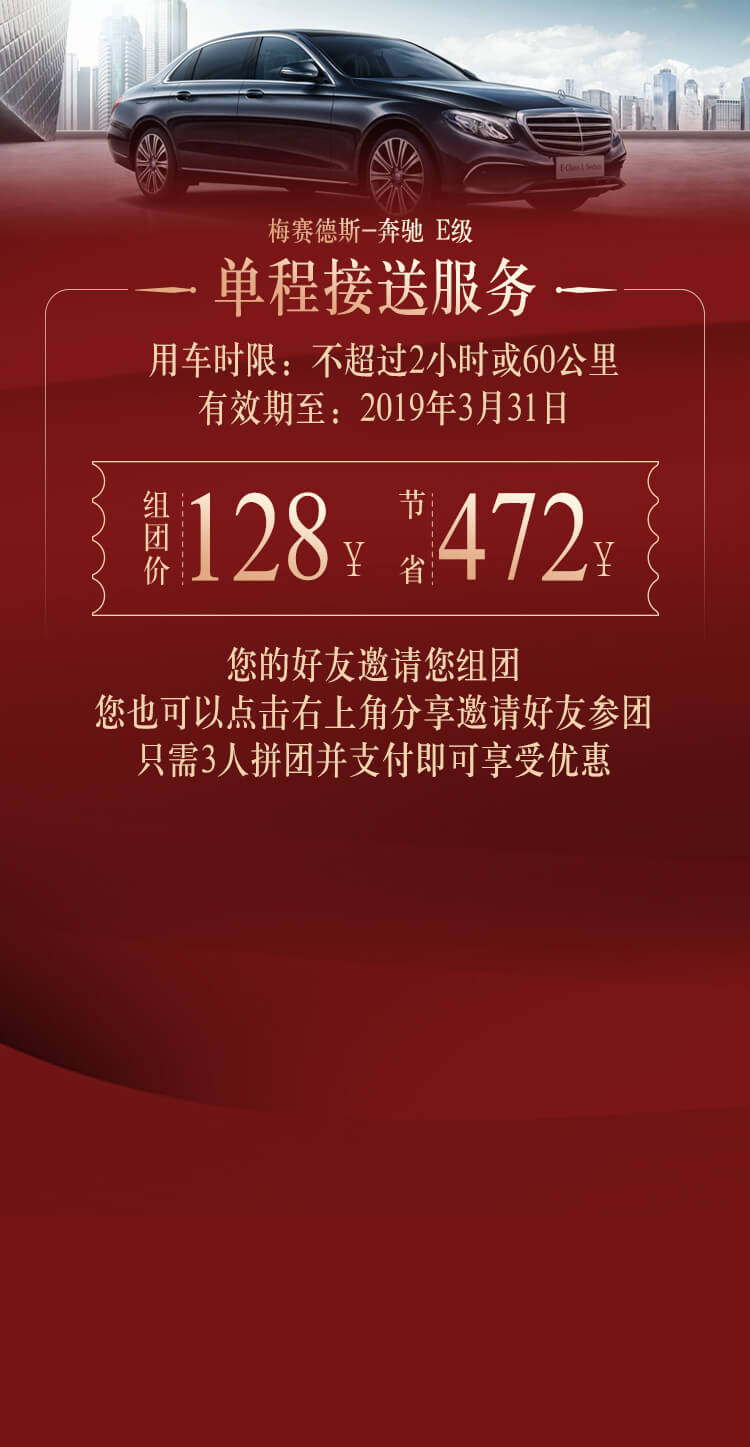 E-Class L Sedan
梅赛德斯-奔驰 E级
单程接送服务
用车时限：不超过2小时或60公里
有效期至：2019年3月31日
组团价 128 ¥ 节省 472 ¥
您的好友邀请您组团
您也可以点击右上角分享邀请好友参团
只需3人拼团并支付即可享受优惠